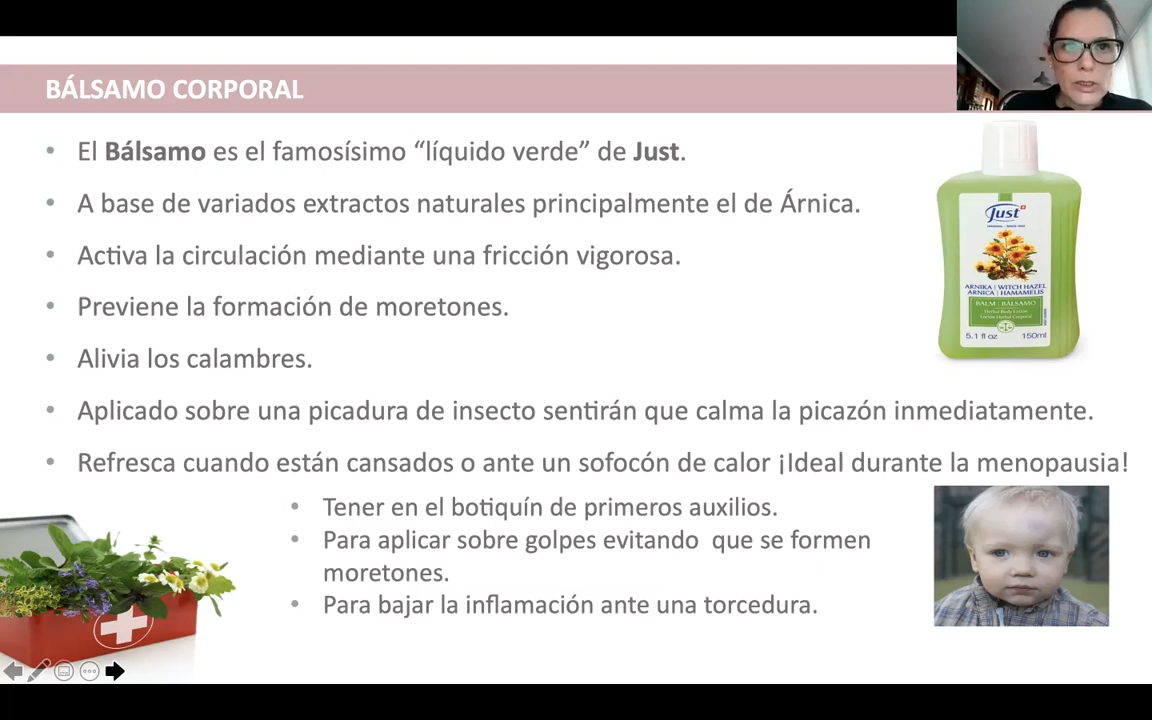 BÁLSAMO CORPORAL
• El Bálsamo es el famosísimo “líquido verde” de Just.
• A base de variados extractos naturales principalmente el de Árnica.
• Activa la circulación mediante una fricción vigorosa.
• Previene la formación de moretones.
• Alivia los calambres.
• Aplicado sobre una picadura de insecto sentirán que calma la picazón inmediatamente.
• Refresca cuando están cansados o ante un sofocón de calor ¡Ideal durante la menopausia!
• Tener en el botiquín de primeros auxilios.
• Para aplicar sobre golpes evitando  que se formen
moretones.
• Para bajar la inflamación ante una torcedura.
Just
ARNIKA | WITCH HAZEL
ARNICA | HAMAMELIS
BALM | BÁLSAMO
Herbal Body Lotion
Loción Herbal Corporal
5.1 fl oz 150ml